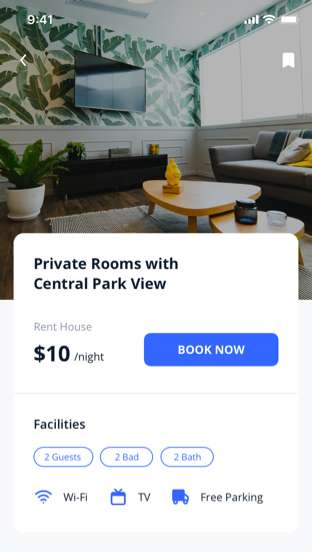 9:41
Private Rooms with
Central Park View
Rent House
$10 /night
BOOK NOW
Facilities
2 Guests
2 Bad
2 Bath
Wi-Fi
TV
Free Parking